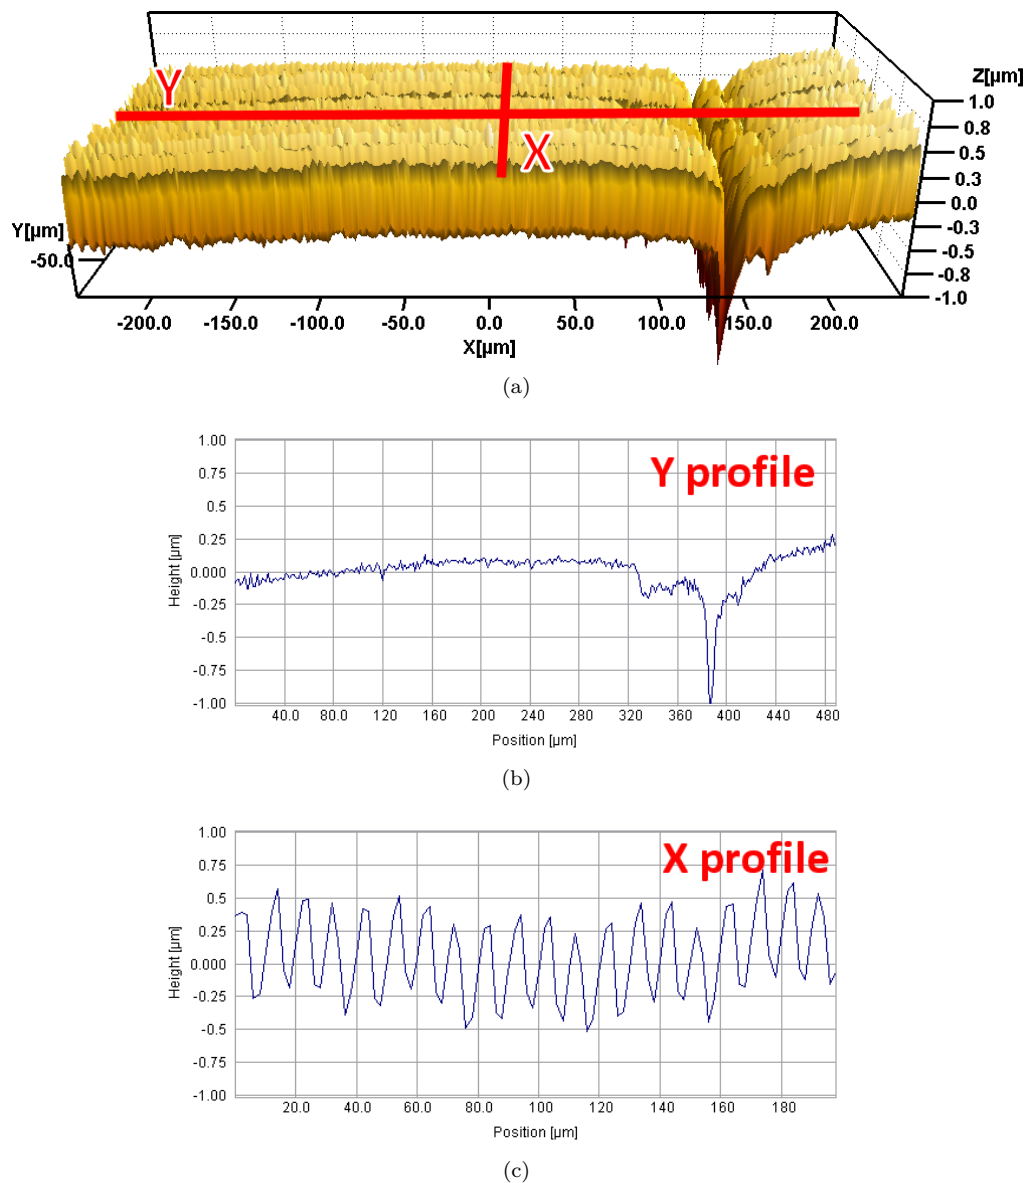 Z[µm]
Y
1.0
0.8
X
0.5
0.3
0.0
Y[µm]
-0.3
-50.0
-0.5
-0.8
-1.0
-200.0 -150.0 -100.0 -50.0 0.0 50.0 100.0 150.0 200.0
X[µm]
(a)
1.00
Y profile
0.75
0.5
0.25
0.000
-0.25
-0.5
-0.75
-1.00
Height [µm]
40.0 80.0 120 160 200 240 280 320 360 400 440 480
Position [µm]
(b)
1.00
X profile
0.75
0.5
0.25
0.000
-0.25
-0.5
-0.75
-1.00
Height [µm]
20.0 40.0 60.0 80.0 100 120 140 160 180
Position [µm]
(c)